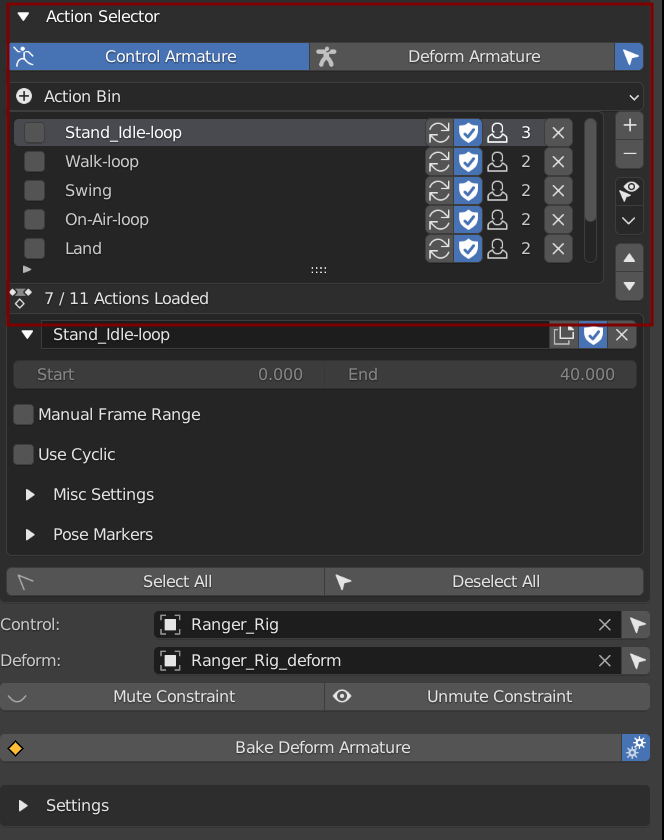 Action Selector
Control Armature Deform Armature
Action Bin
Stand_Idle-loop 3
Walk-loop 2
Swing 2
On-Air-loop 2
Land 2
7 / 11 Actions Loaded
Stand_Idle-loop
Start 0.000 End 40.000
Manual Frame Range
Use Cyclic
Misc Settings
Pose Markers
Select All Deselect All
Control: Ranger_Rig
Deform: Ranger_Rig_deform
Mute Constraint Unmute Constraint
Bake Deform Armature
Settings